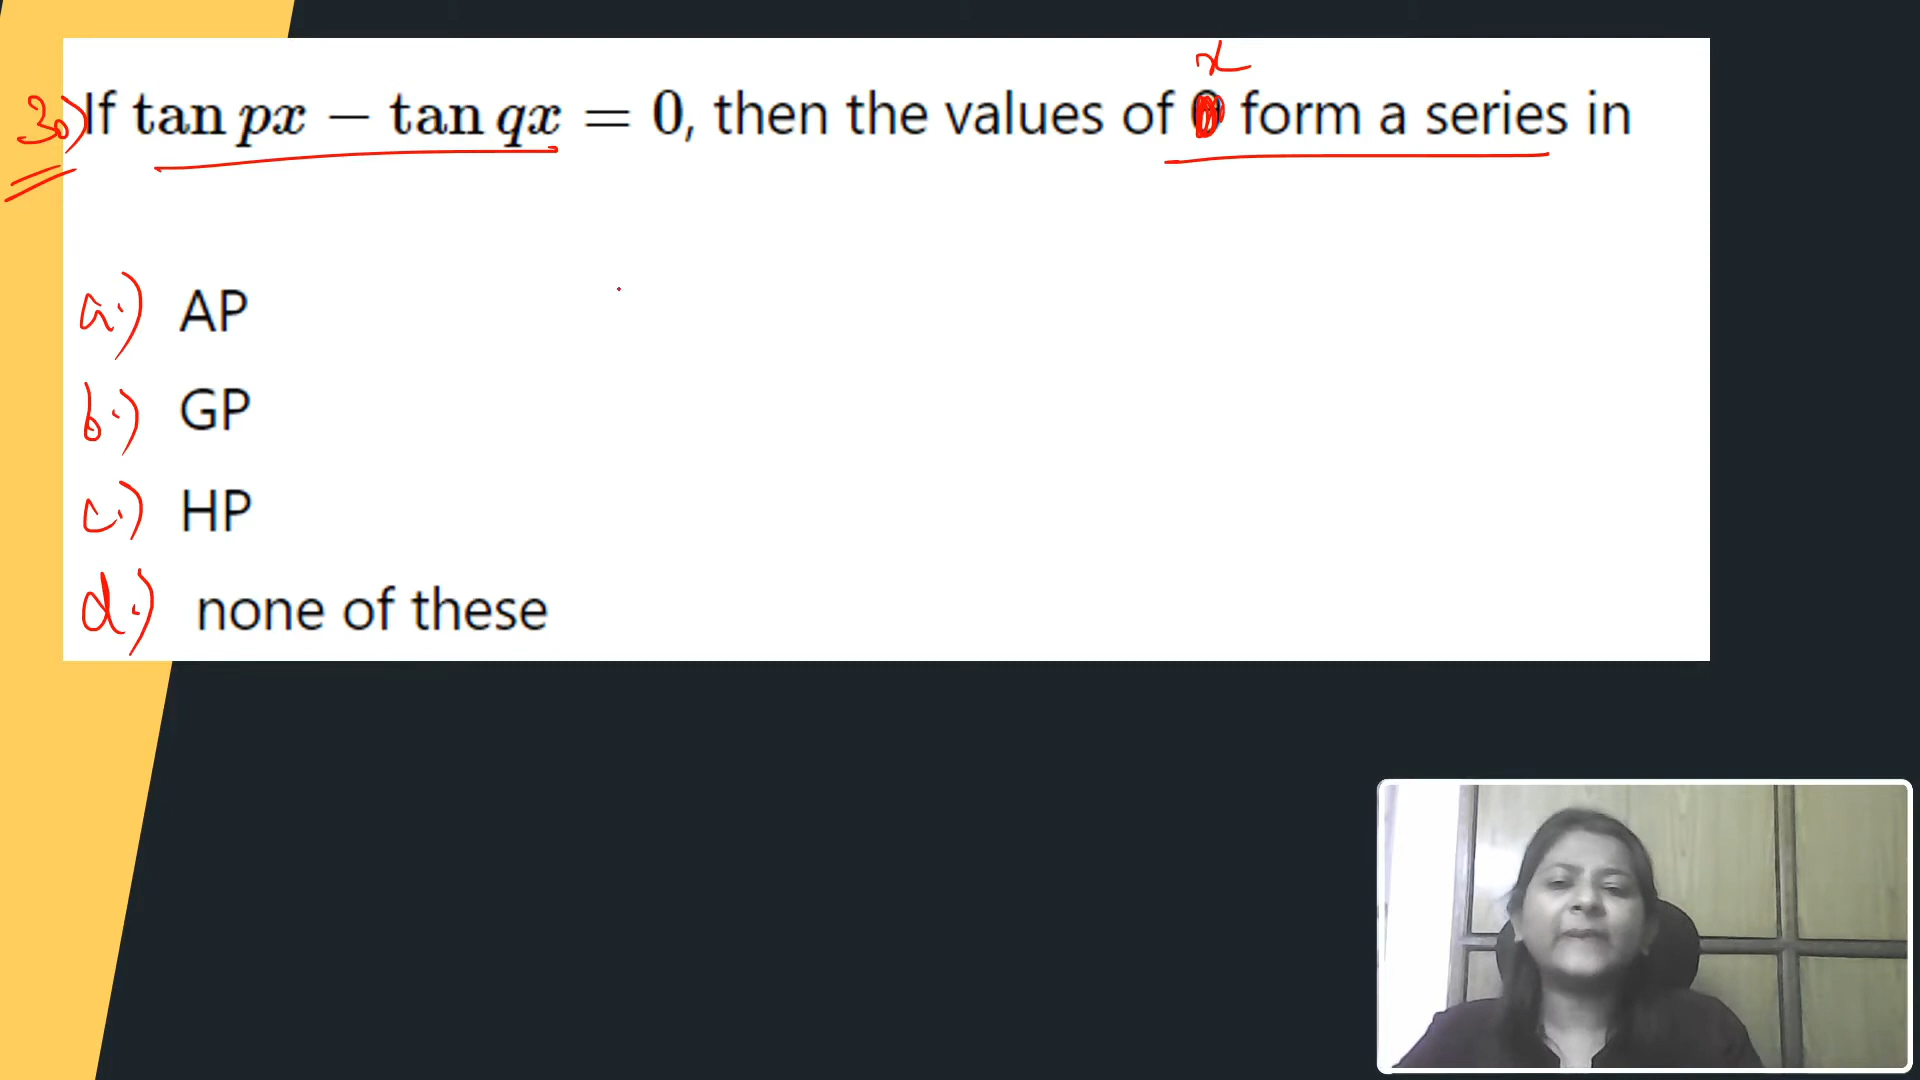 x
30) If tan px − tan qx = 0, then the values of θ form a series in
a.) AP
b.) GP
c.) HP
d.) none of these